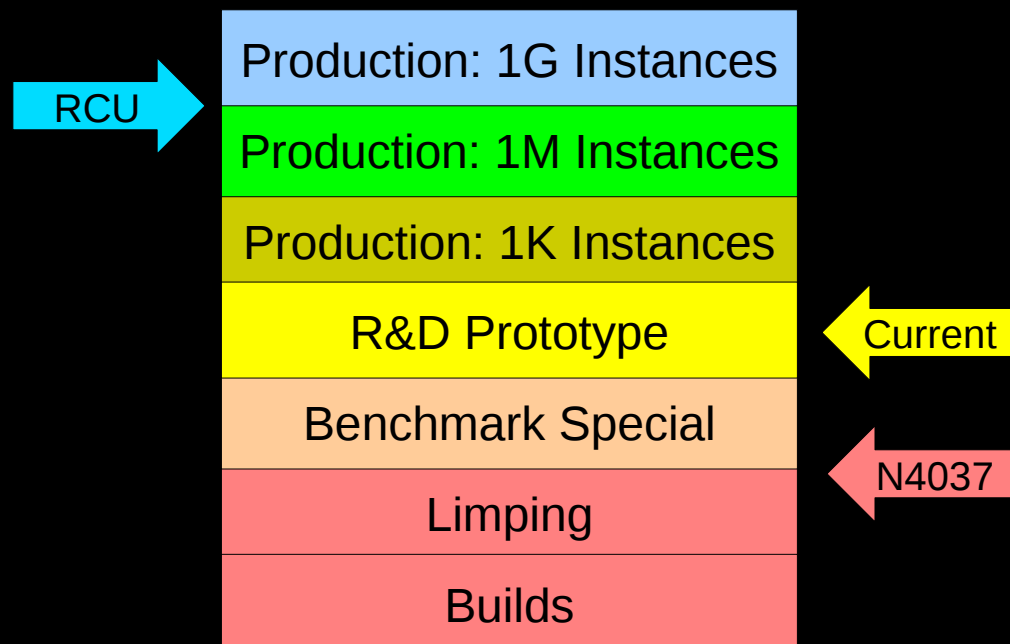 Production: 1G Instances
RCU
Production: 1M Instances
Production: 1K Instances
R&D Prototype
Current
Benchmark Special
N4037
Limping
Builds